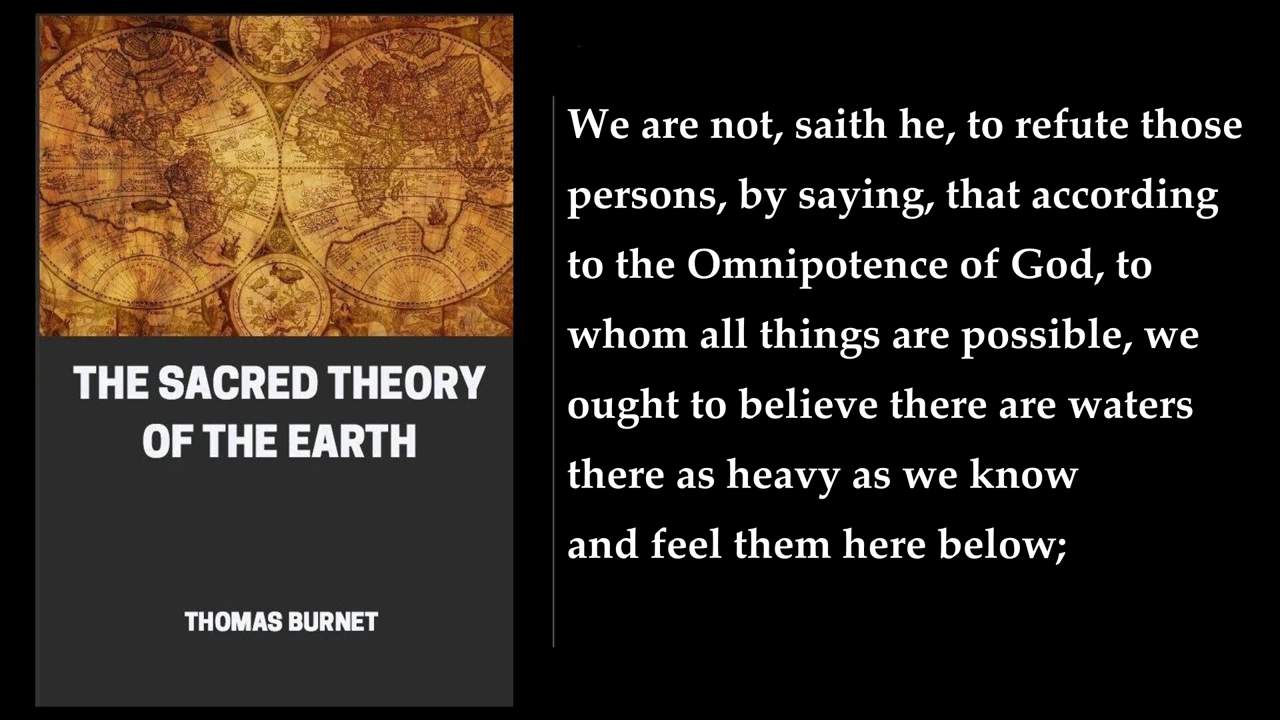 THE SACRED THEORY
OF THE EARTH
THOMAS BURNET
We are not, saith he, to refute those
persons, by saying, that according
to the Omnipotence of God, to
whom all things are possible, we
ought to believe there are waters
there as heavy as we know
and feel them here below;